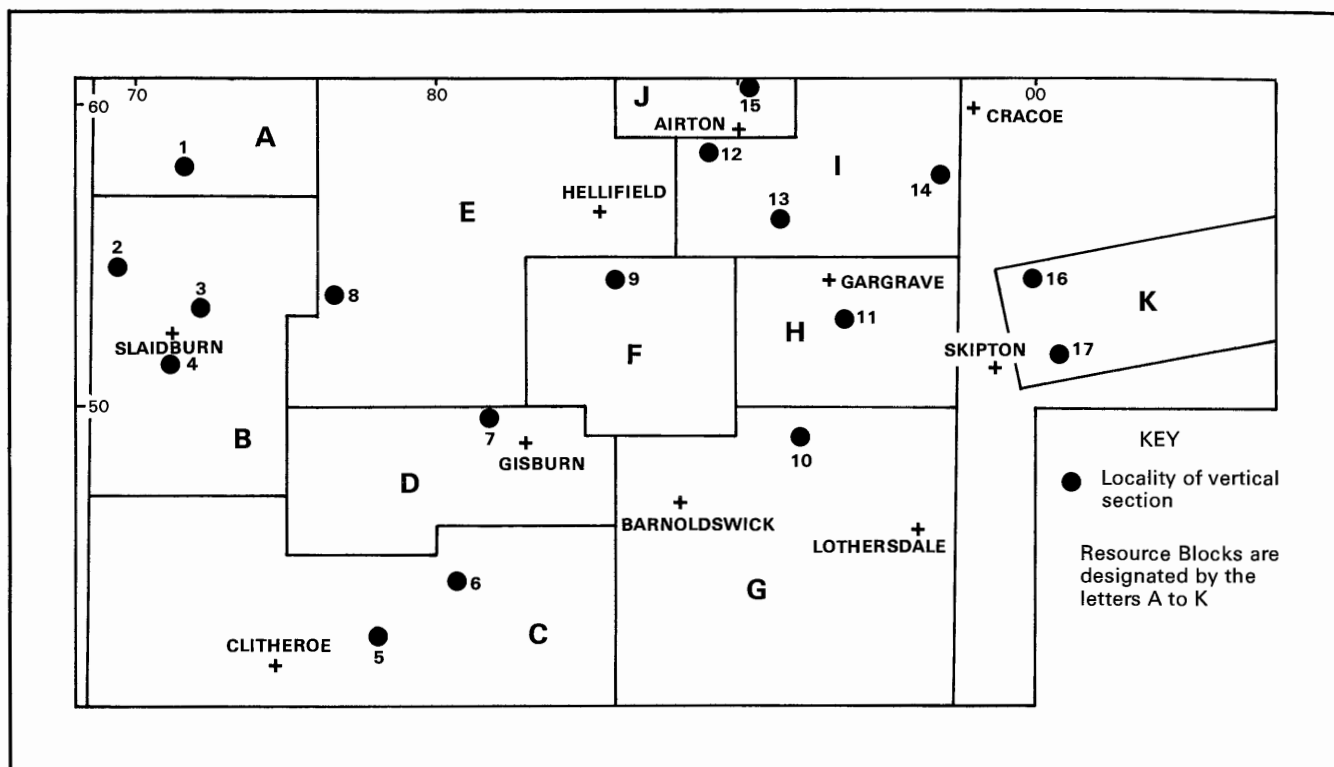 70
80
00
60
J
15
CRACOE
A
AIRTON
1
12
I
14
HELLIFIELD
E
13
2
GARGRAVE
16
9
3
8
K
11
H
SLAIDBURN
SKIPTON
17
F
4
50
B
7
10
KEY
GISBURN
D
Locality of vertical
section
BARNOLDSWICK
LOTHERSDALE
Resource Blocks are
designated by the
letters A to K
6
G
C
CLITHEROE
5